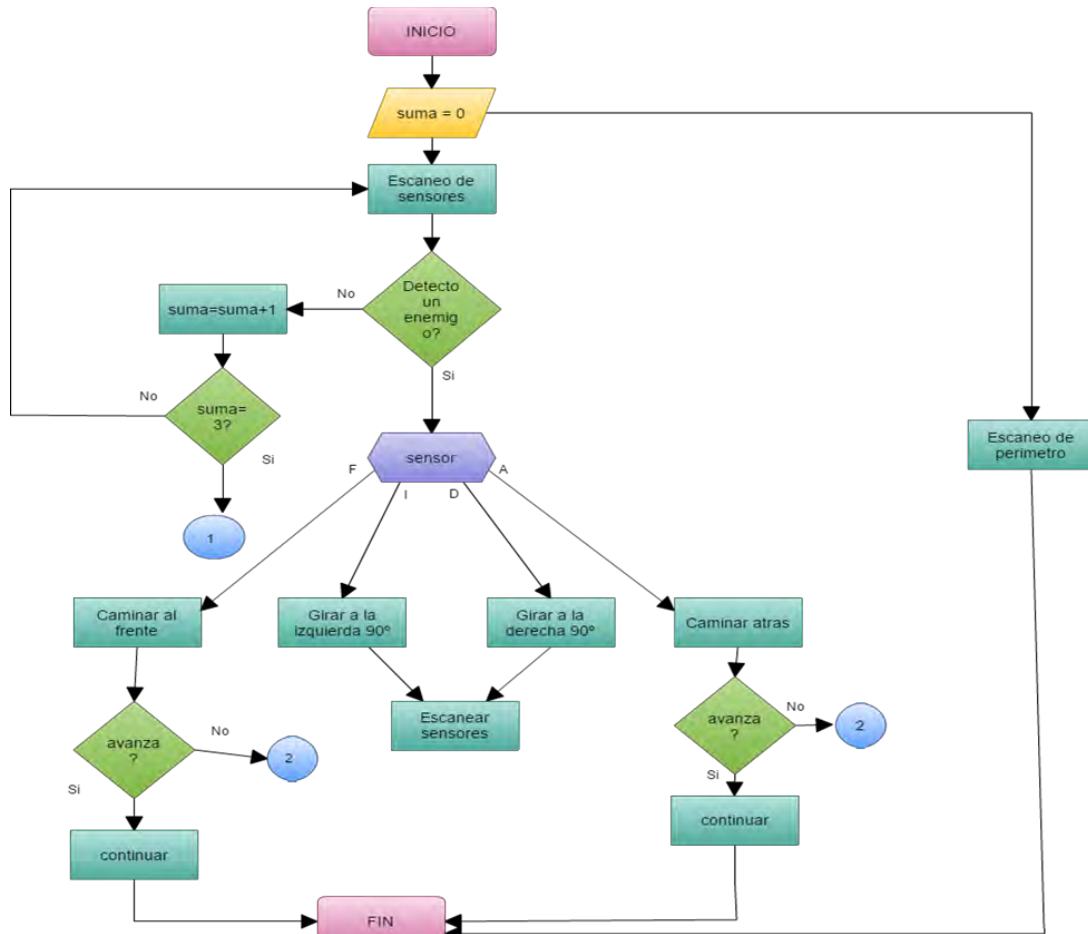 INICIO
suma = 0
Escaneo de
sensores
Detecto
un
enemig
o?
No
suma=suma+1
Si
No
suma=
3?
Si
1
sensor
F
I
D
A
Escaneo de
perimetro
Caminar al
frente
Girar a la
izquierda 90º
Girar a la
derecha 90º
Caminar atras
Escanear
sensores
avanza
?
No
2
Si
continuar
avanza
?
No
2
Si
continuar
FIN